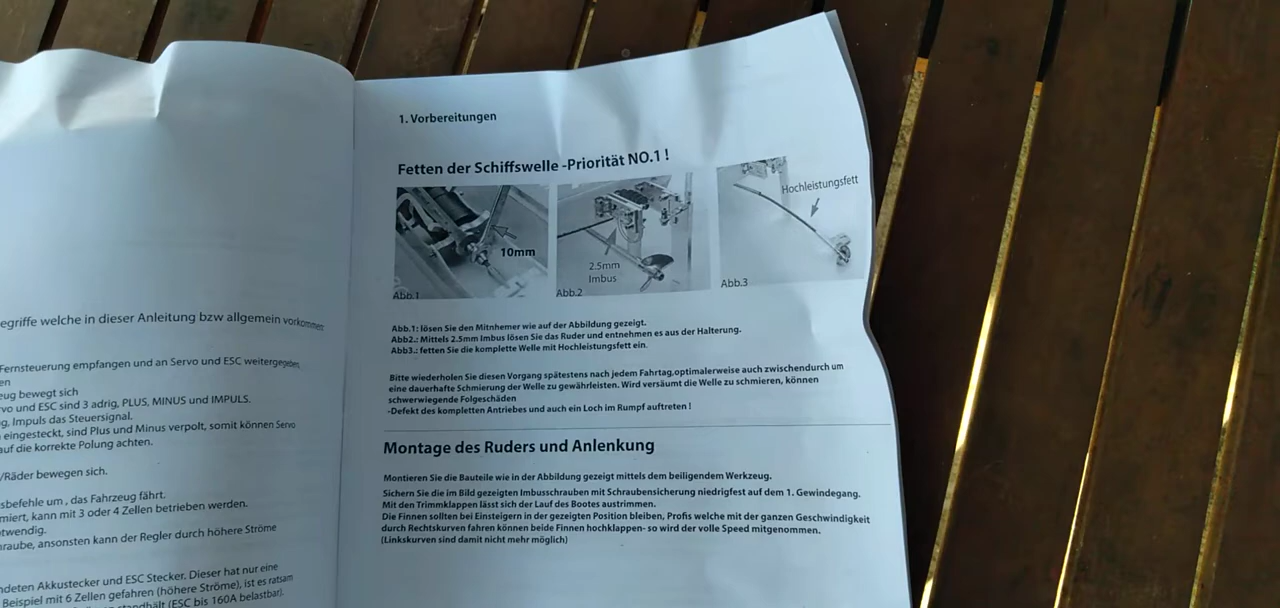 egriffe welche in dieser Anleitung bzw allgemein vorkommen
Fernsteuerung empfangen und an Servo und ESC weitergegeben,
en
eug bewegt sich
vo und ESC sind 3 adrig, PLUS, MINUS und IMPULS.
g, Impuls das Steuersignal.
eingesteckt, sind Plus und Minus verpolt, somit können Servo
auf die korrekte Polung achten.
/Räder bewegen sich.
sbefehle um , das Fahrzeug fährt.
miert, kann mit 3 oder 4 Zellen betrieben werden.
otwendig.
hraube, ansonsten kann der Regler durch höhere Ströme
ndeten Akkustecker und ESC Stecker. Dieser hat nur eine
Beispiel mit 6 Zellen gefahren (höhere Ströme), ist es ratsam
standhält (ESC bis 160A belastbar).
1. Vorbereitungen
Fetten der Schiffswelle -Priorität NO.1 !
10mm
Abb.1
2.5mm
Imbus
Abb.2
Hochleistungsfett
Abb.3
Abb.1: lösen Sie den Mitnhemer wie auf der Abbildung gezeigt.
Abb2.: Mittels 2.5mm Imbus lösen Sie das Ruder und entnehmen es aus der Halterung.
Abb3.: fetten Sie die komplette Welle mit Hochleistungsfett ein.
Bitte wiederholen Sie diesen Vorgang spätestens nach jedem Fahrtag,optimalerweise auch zwischendurch um
eine dauerhafte Schmierung der Welle zu gewährleisten. Wird versäumt die Welle zu schmieren, können
schwerwiegende Folgeschäden
-Defekt des kompletten Antriebes und auch ein Loch im Rumpf auftreten !
Montage des Ruders und Anlenkung
Montieren Sie die Bauteile wie in der Abbildung gezeigt mittels dem beiligendem Werkzeug.
Sichern Sie die im Bild gezeigten Imbusschrauben mit Schraubensicherung niedrigfest auf dem 1. Gewindegang.
Mit den Trimmklappen lässt sich der Lauf des Bootes austrimmen.
Die Finnen sollten bei Einsteigern in der gezeigten Position bleiben, Profis welche mit der ganzen Geschwindigkeit
durch Rechtskurven fahren können beide Finnen hochklappen- so wird der volle Speed mitgenommen.
(Linkskurven sind damit nicht mehr möglich)